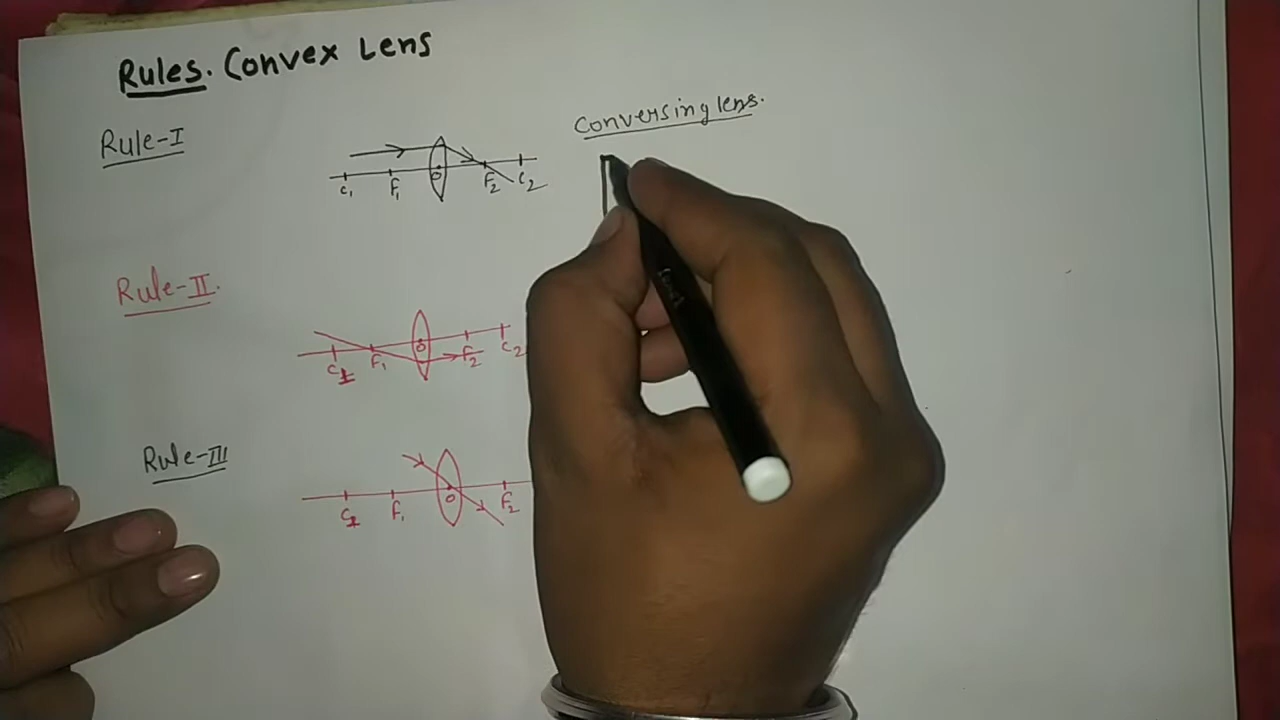 Rules. Convex Lens
Conversing lens.
Rule-I
C1 F1 O F2 C2
Rule-II.
C1 F1 O F2 C2
Rule-III
C1 F1 O F2